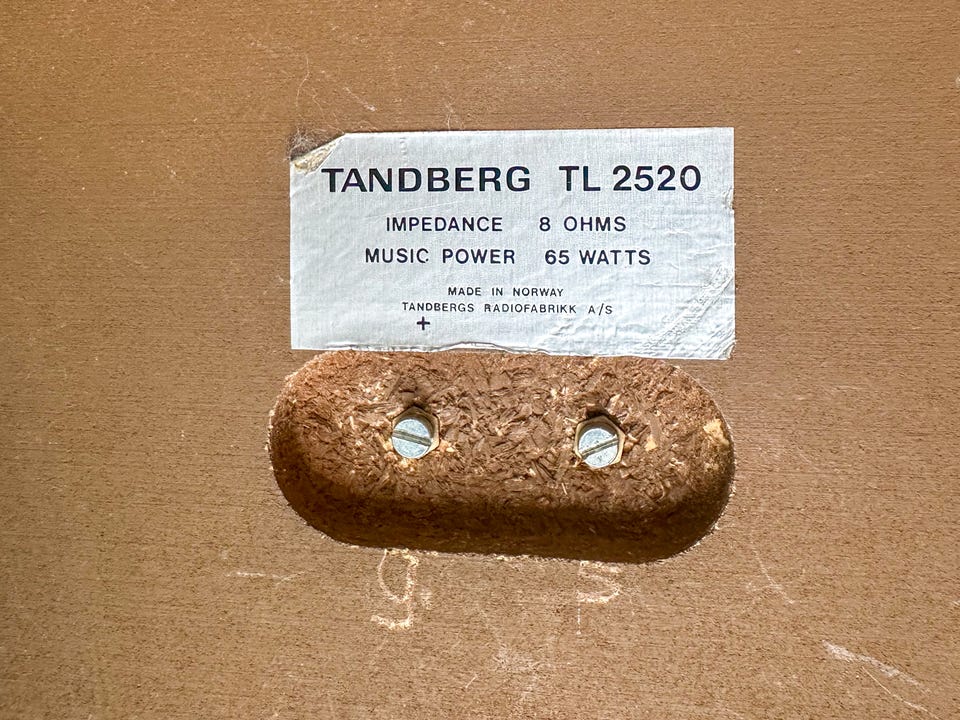 TANDBERG TL 2520
IMPEDANCE 8 OHMS
MUSIC POWER 65 WATTS
MADE IN NORWAY
TANDBERGS RADIOFABRIKK A/S
+
g s